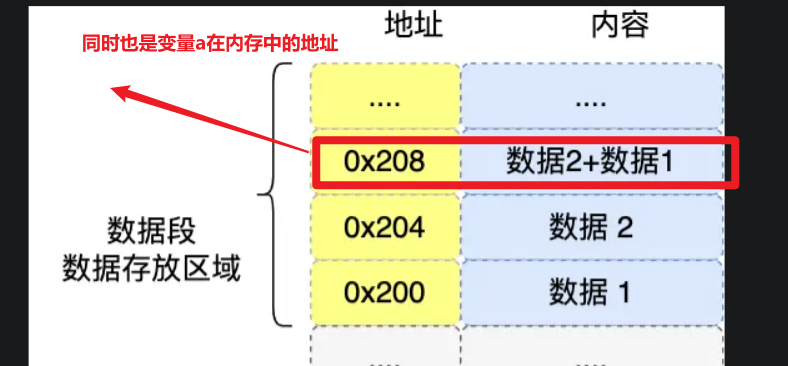 地址 内容
同时也是变量a在内存中的地址
.... ....
0x208 数据2+数据1
0x204 数据 2
0x200 数据 1
数据段
数据存放区域
.... ....